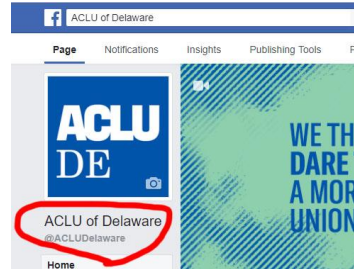 ACLU of Delaware
Page Notifications Insights Publishing Tools
ACLU
DE
ACLU of Delaware
@ACLUDelaware
Home
WE TH
DARE
A MOR
UNION